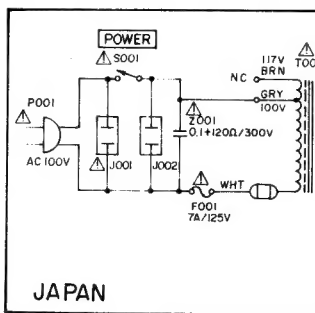 POWER
S001
117V
BRN
T00
NC
GRY
100V
P001
Z001
0.1+120Ω/300V
AC 100V
J001
J002
WHT
F001
7A/125V
JAPAN